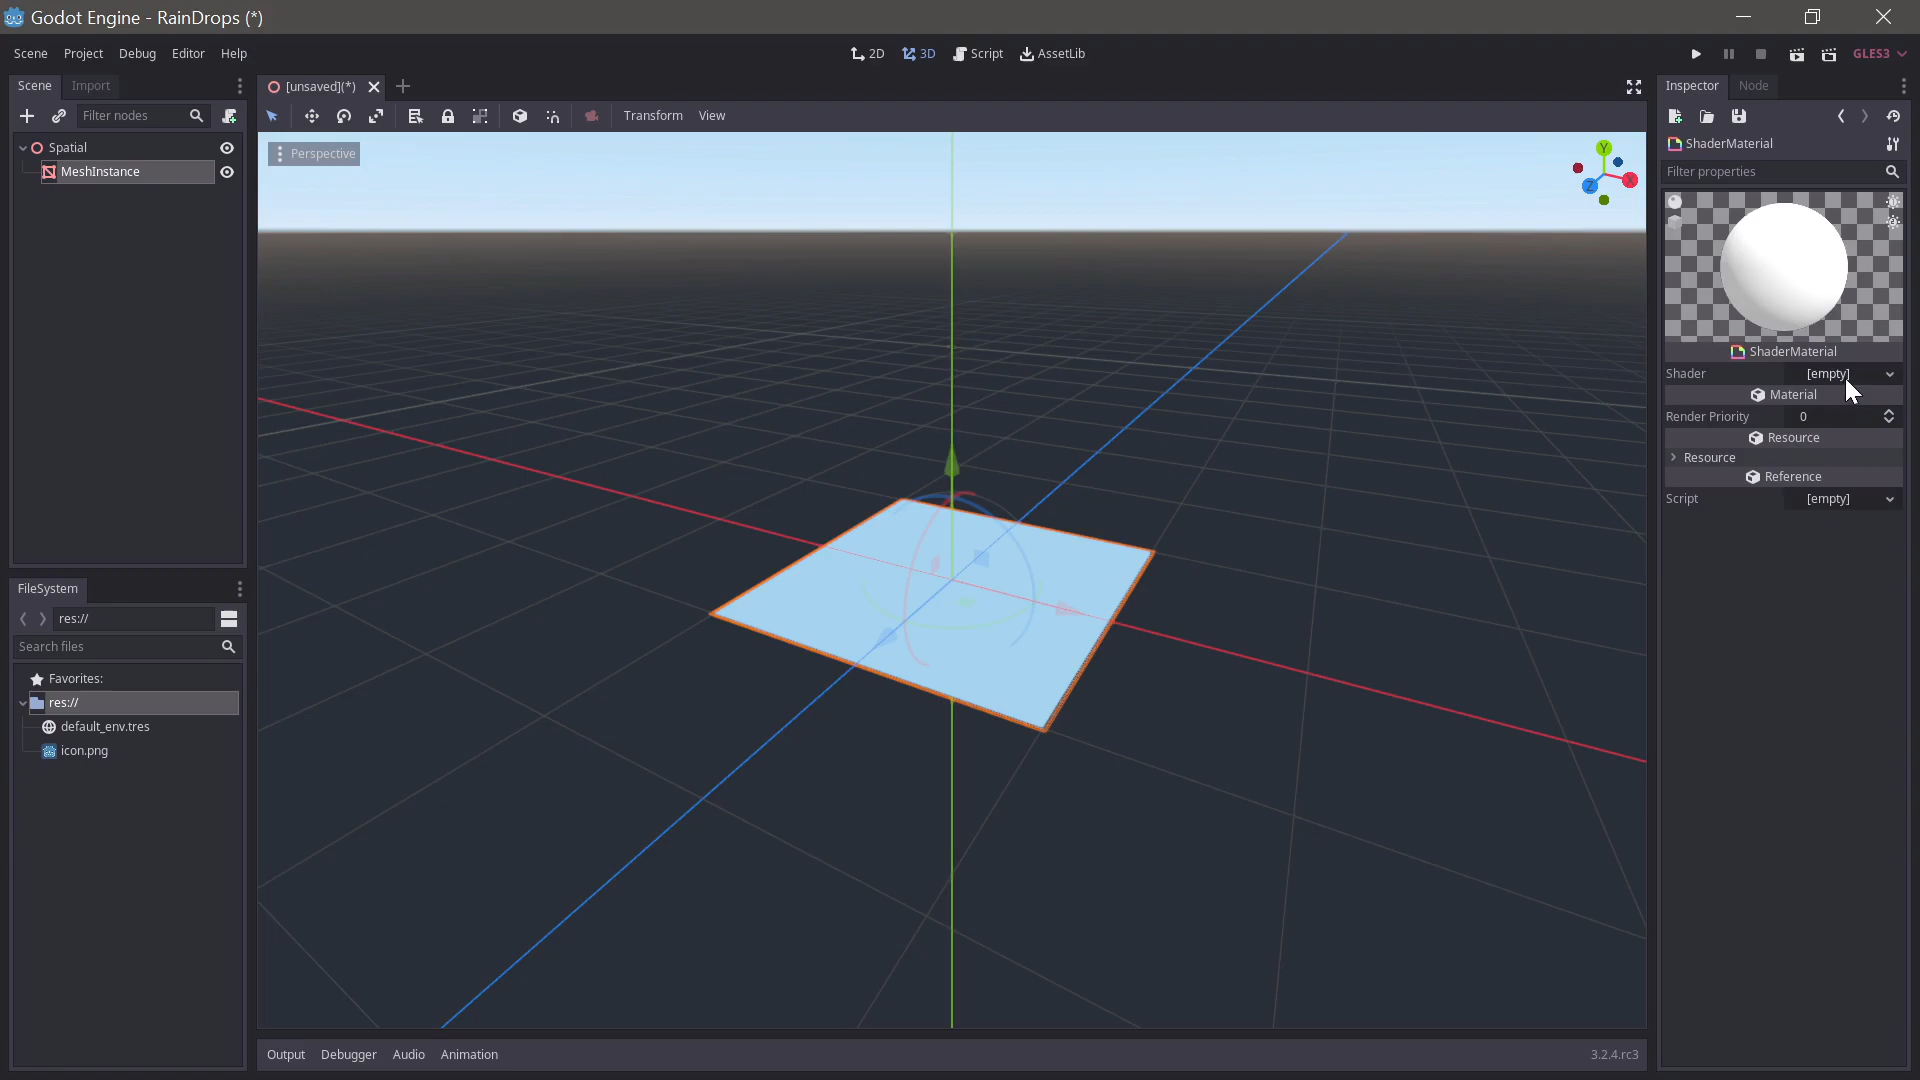 Godot Engine - RainDrops (*)
Scene Project Debug Editor Help
2D 3D Script AssetLib
GLES3
Scene Import
[unsaved](*)
Inspector Node
Filter nodes
Transform View
ShaderMaterial
Filter properties
Spatial
MeshInstance
Perspective
Y
X
Z
ShaderMaterial
Shader [empty]
Material
Render Priority 0
Resource
Resource
Reference
Script [empty]
FileSystem
res://
Search files
Favorites:
res://
default_env.tres
icon.png
Output Debugger Audio Animation
3.2.4.rc3